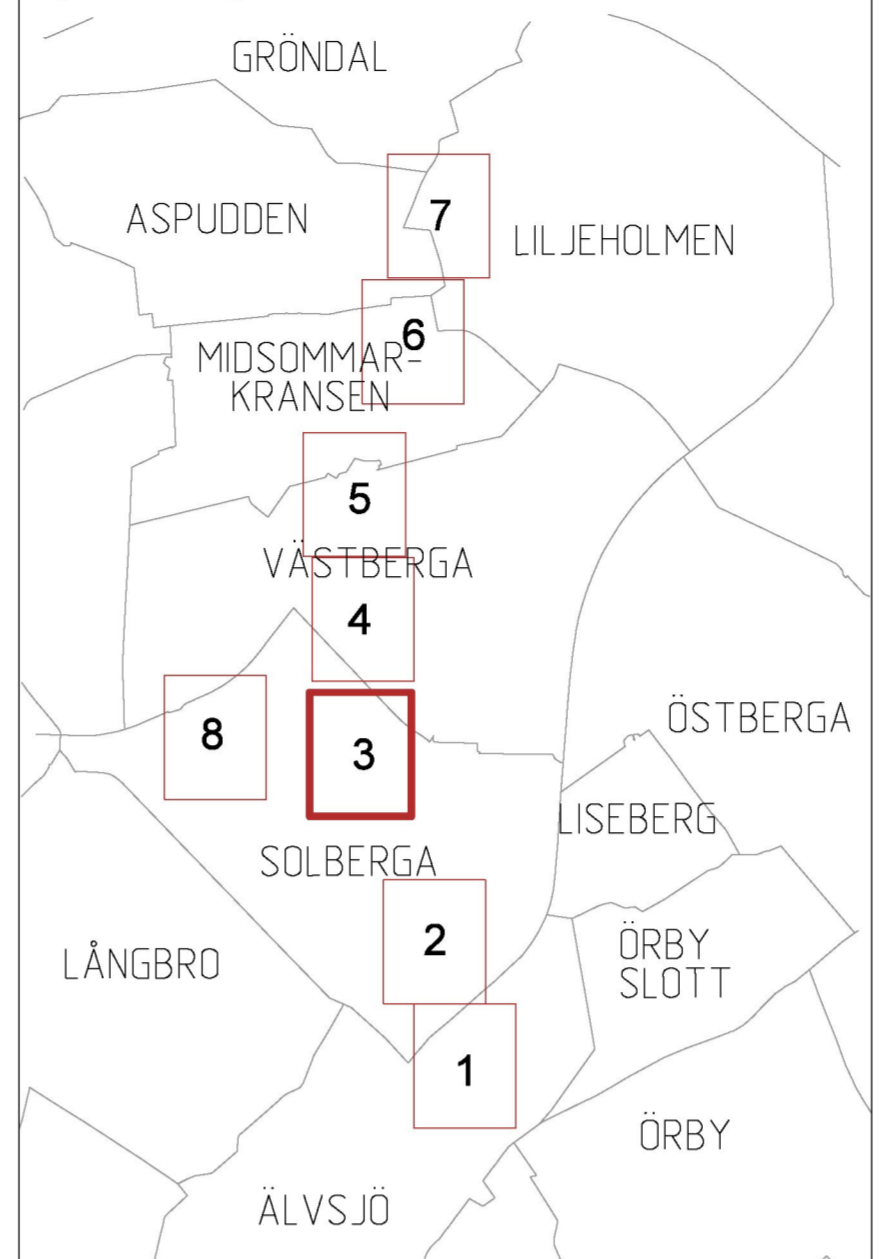 GRÖNDAL
ASPUDDEN
7
LILJEHOLMEN
6
MIDSOMMAR-
KRANSEN
5
VÄSTBERGA
4
8
3
ÖSTBERGA
LISEBERG
SOLBERGA
2
LÅNGBRO
ÖRBY
SLOTT
1
ÖRBY
ÄLVSJÖ